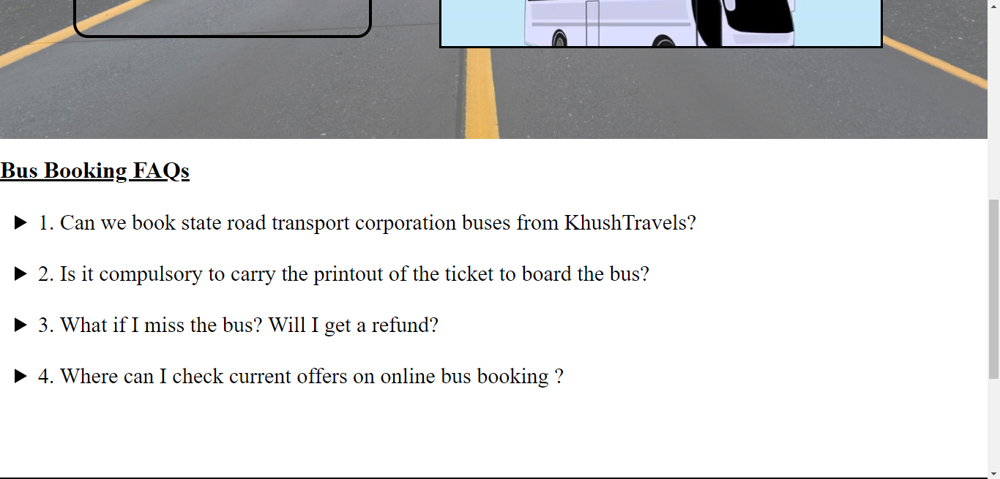 Bus Booking FAQs
1. Can we book state road transport corporation buses from KhushTravels?
2. Is it compulsory to carry the printout of the ticket to board the bus?
3. What if I miss the bus? Will I get a refund?
4. Where can I check current offers on online bus booking ?